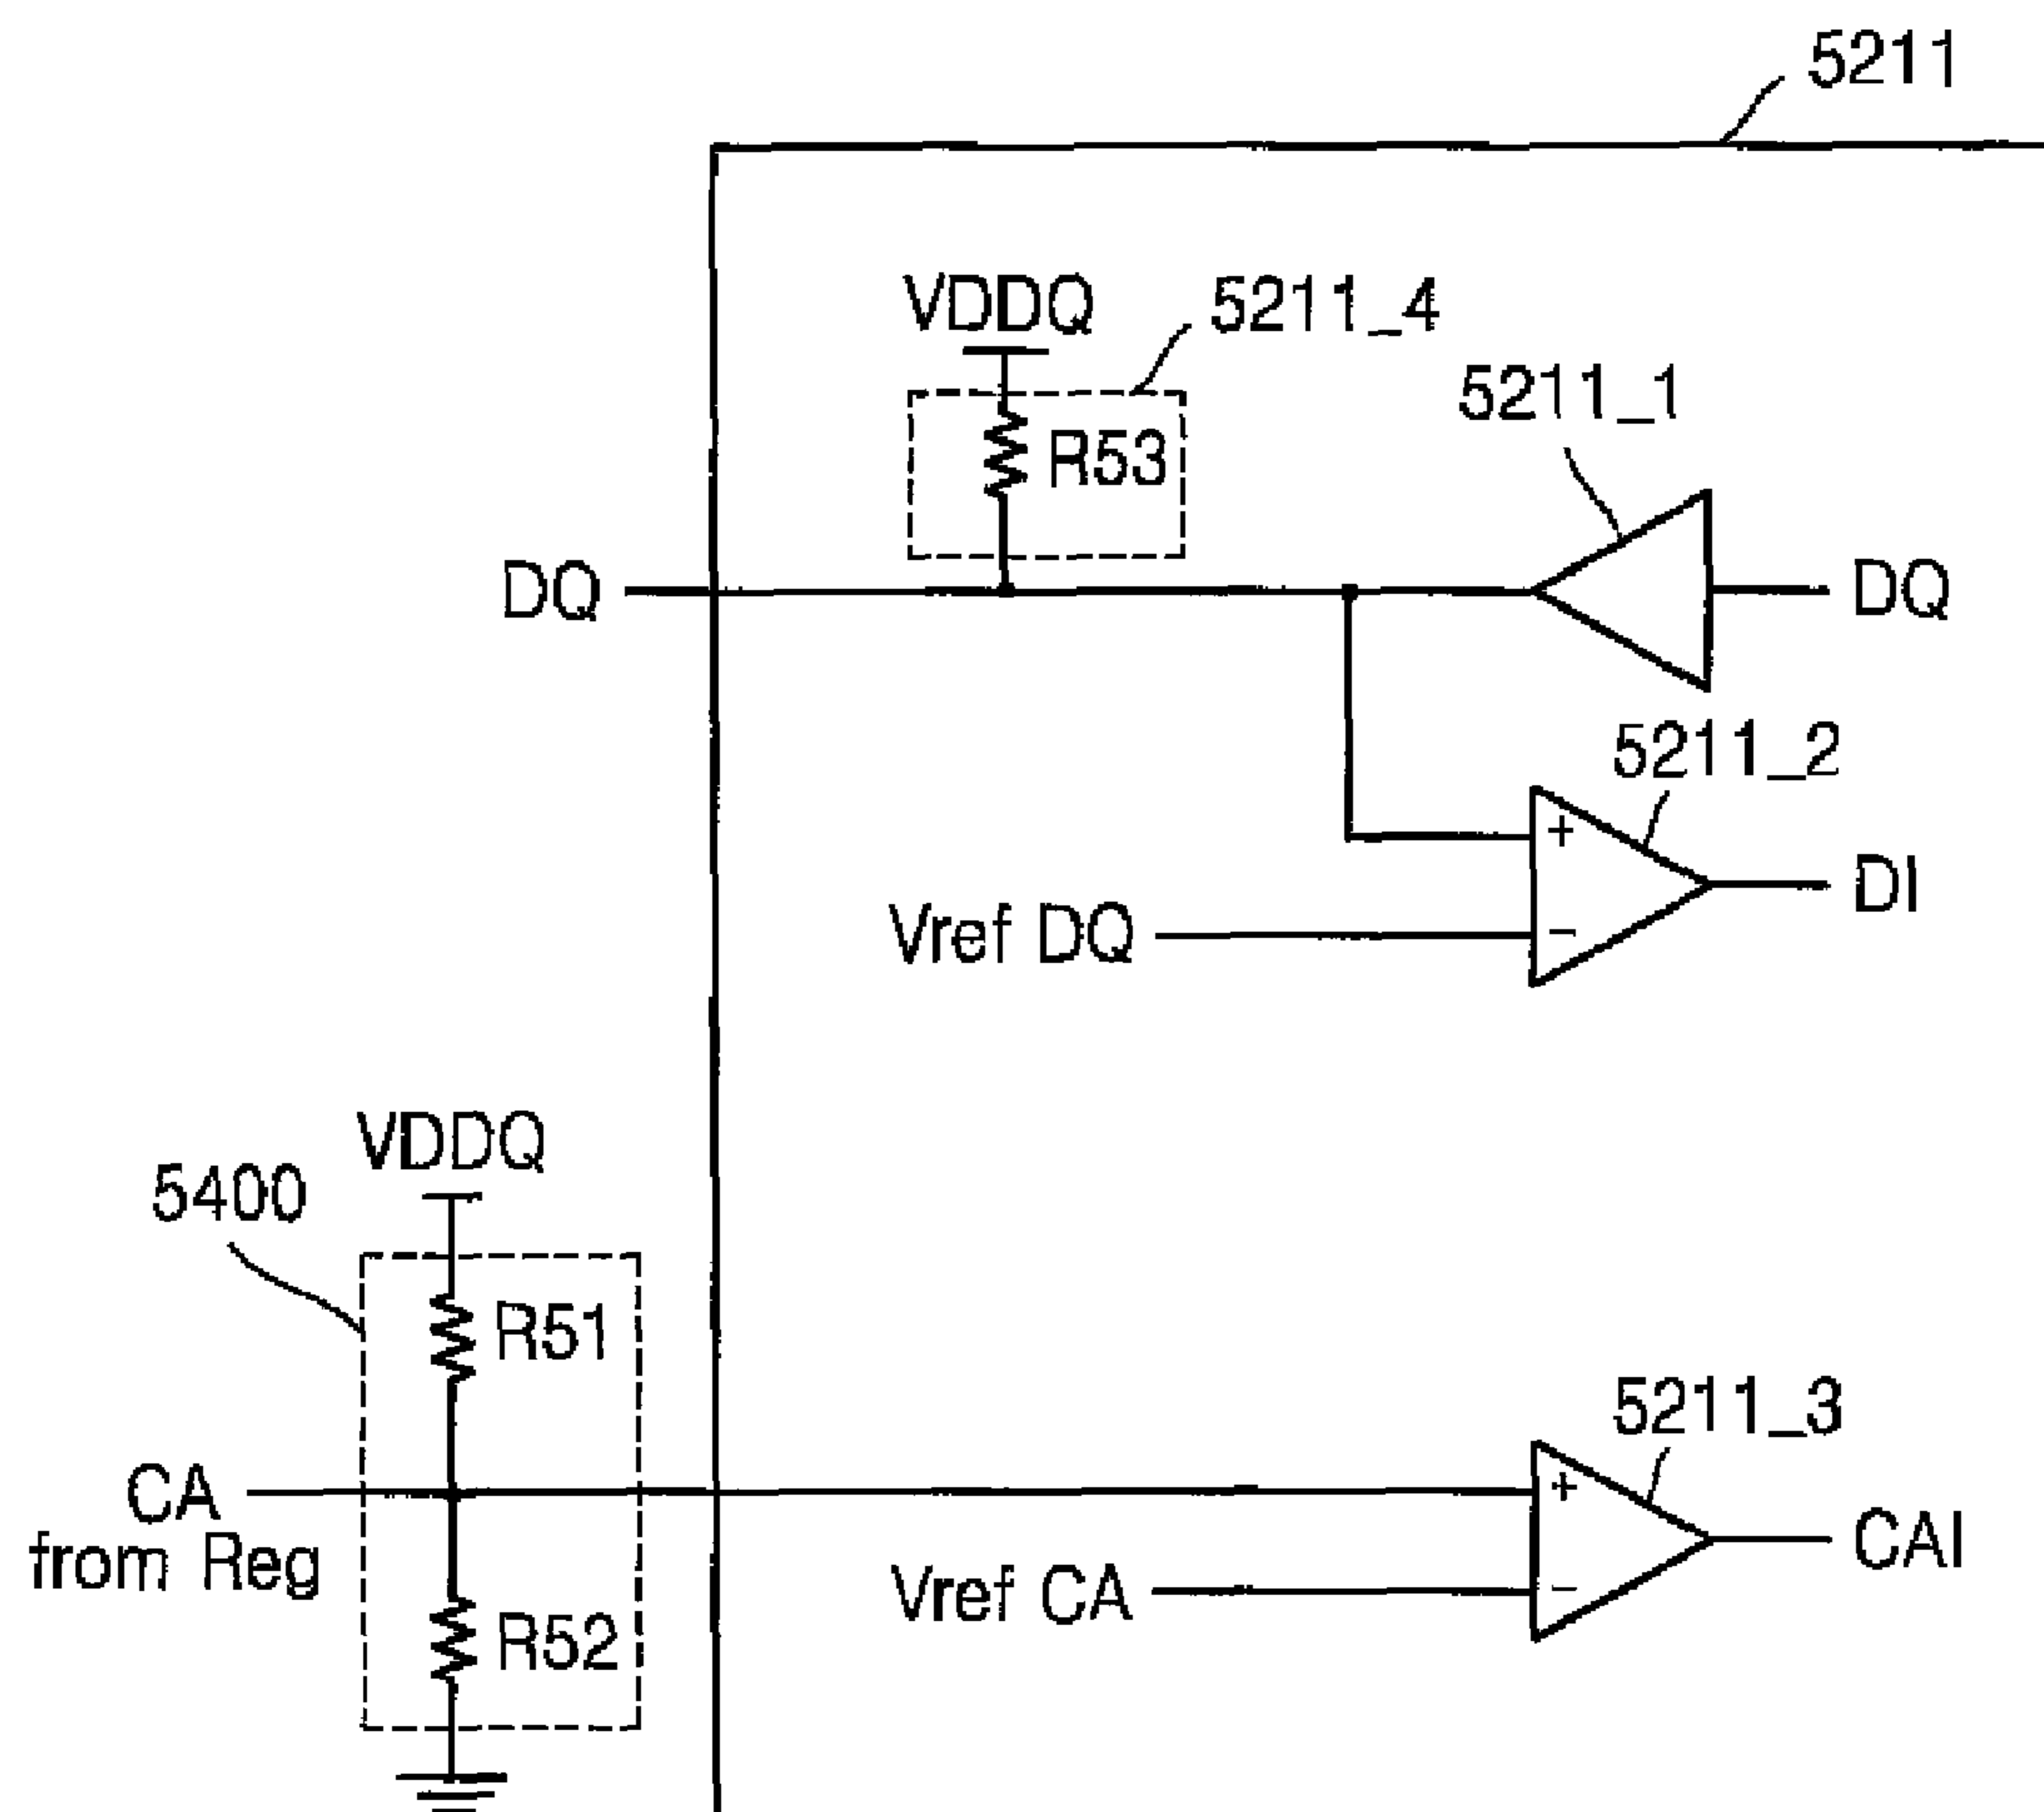 5211
VDDQ
5211_4
5211_1
R53
DQ
DQ
5211_2
+
DI
Vref DQ
−
VDDQ
5400
R51
5211_3
CA
from Reg
+
CAI
Vref CA
−
R52